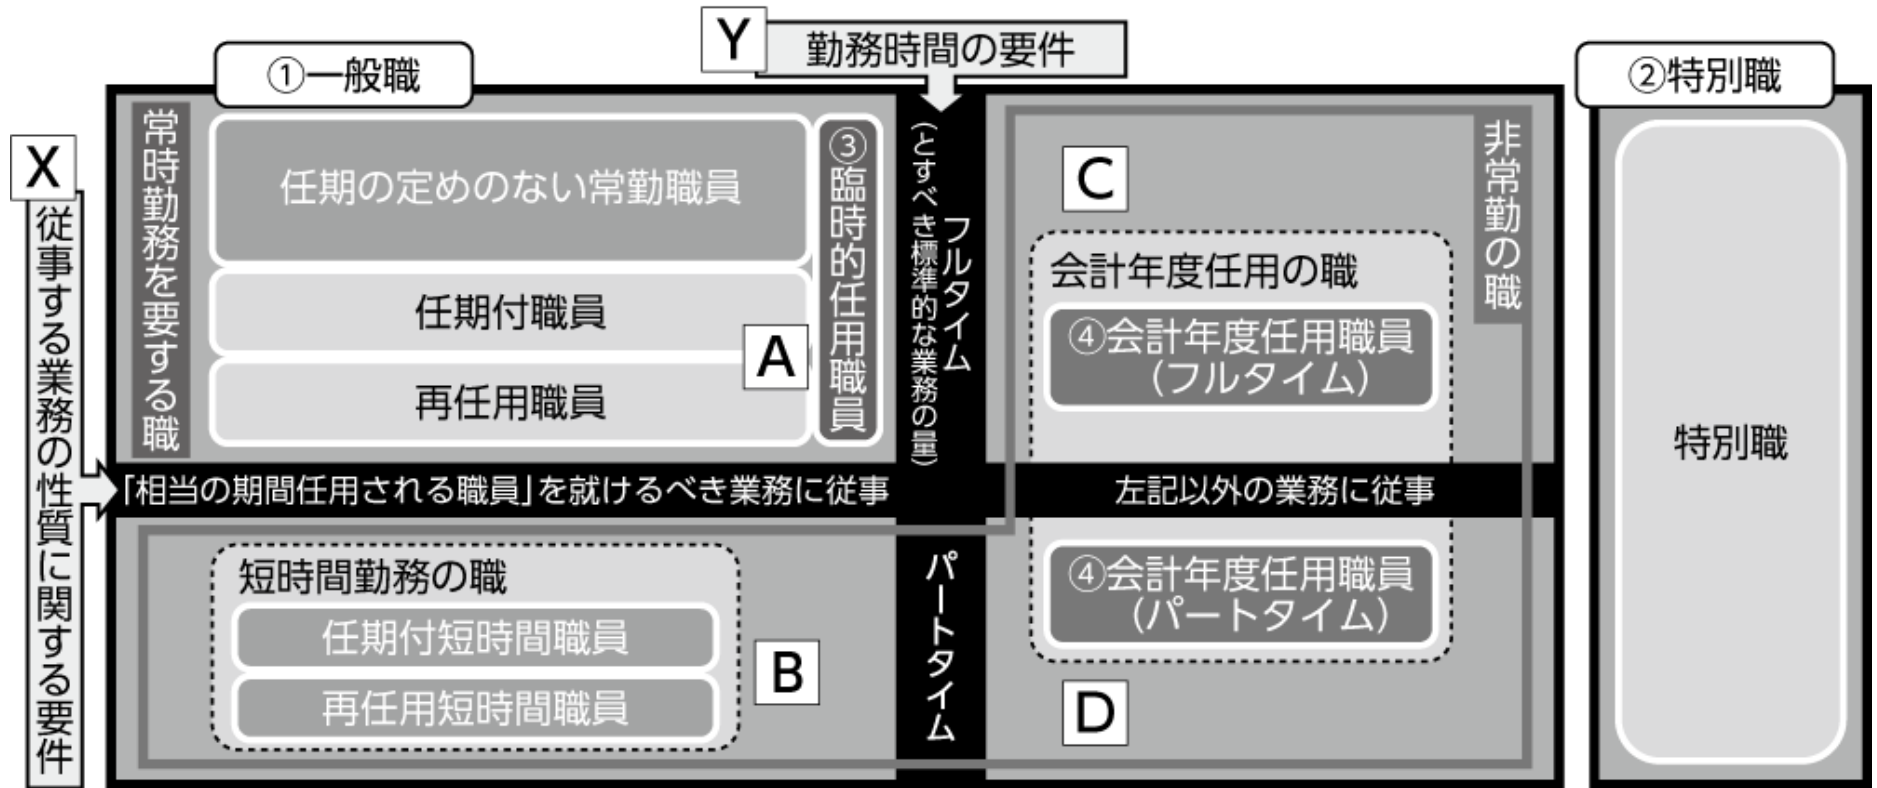 Y
勤務時間の要件
①一般職
②特別職
X
従事する業務の性質に関する要件
常時勤務を要する職
任期の定めのない常勤職員
任期付職員
再任用職員
A
③臨時的任用職員
フルタイム
(とすべき標準的な業務の量)
C
非常勤の職
会計年度任用の職
④会計年度任用職員
(フルタイム)
特別職
「相当の期間任用される職員」を就けるべき業務に従事
左記以外の業務に従事
短時間勤務の職
任期付短時間職員
再任用短時間職員
B
パートタイム
④会計年度任用職員
(パートタイム)
D